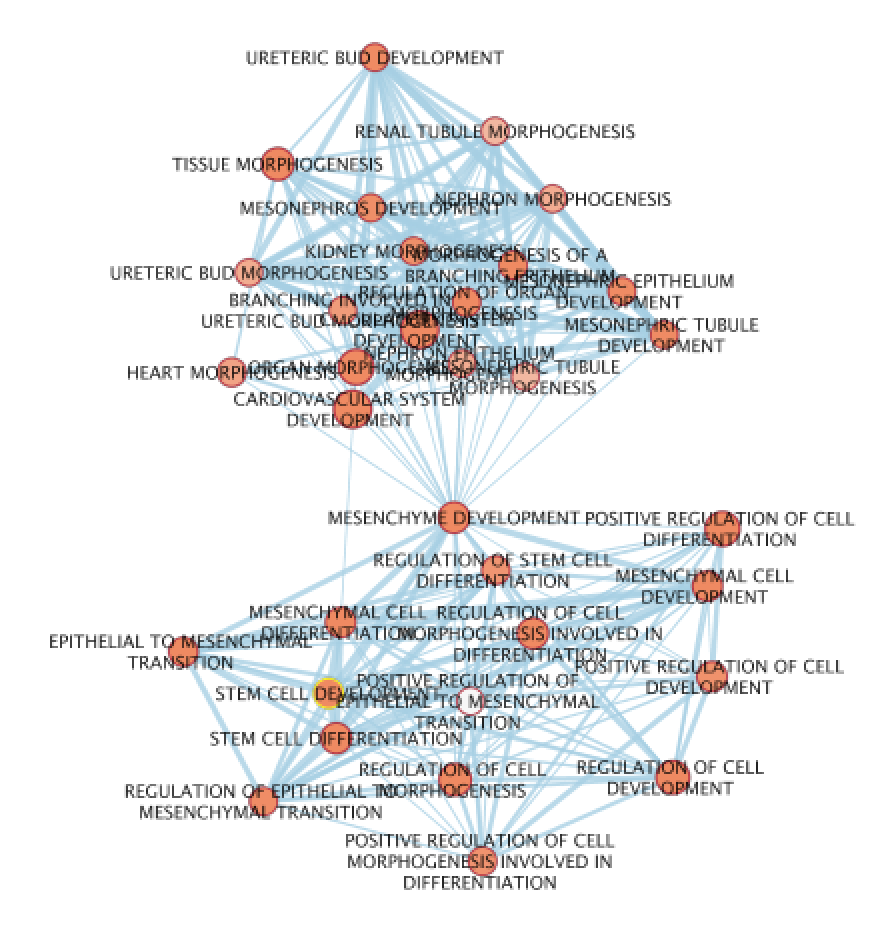 URETERIC BUD DEVELOPMENT
RENAL TUBULE MORPHOGENESIS
TISSUE MORPHOGENESIS
NEPHRON MORPHOGENESIS
MESONEPHROS DEVELOPMENT
KIDNEY MORPHOGENESIS
MORPHOGENESIS OF A
BRANCHING EPITHELIUM
URETERIC BUD MORPHOGENESIS
MESONEPHRIC EPITHELIUM
DEVELOPMENT
REGULATION OF ORGAN
MORPHOGENESIS
BRANCHING INVOLVED IN
URETERIC BUD MORPHOGENESIS
SYSTEM
DEVELOPMENT
MESONEPHRIC TUBULE
DEVELOPMENT
NEPHRON EPITHELIUM
MORPHOGENESIS
HEART MORPHOGENESIS
ORGAN MORPHOGENESIS
MESONEPHRIC TUBULE
MORPHOGENESIS
CARDIOVASCULAR SYSTEM
DEVELOPMENT
MESENCHYME DEVELOPMENT
POSITIVE REGULATION OF CELL
DIFFERENTIATION
REGULATION OF STEM CELL
DIFFERENTIATION
MESENCHYMAL CELL
DEVELOPMENT
MESENCHYMAL CELL
DIFFERENTIATION
REGULATION OF CELL
MORPHOGENESIS INVOLVED IN
DIFFERENTIATION
EPITHELIAL TO MESENCHYMAL
TRANSITION
POSITIVE REGULATION OF CELL
DEVELOPMENT
STEM CELL DEVELOPMENT
POSITIVE REGULATION OF
EPITHELIAL TO MESENCHYMAL
TRANSITION
STEM CELL DIFFERENTIATION
REGULATION OF CELL
MORPHOGENESIS
REGULATION OF CELL
DEVELOPMENT
REGULATION OF EPITHELIAL TO
MESENCHYMAL TRANSITION
POSITIVE REGULATION OF CELL
MORPHOGENESIS INVOLVED IN
DIFFERENTIATION